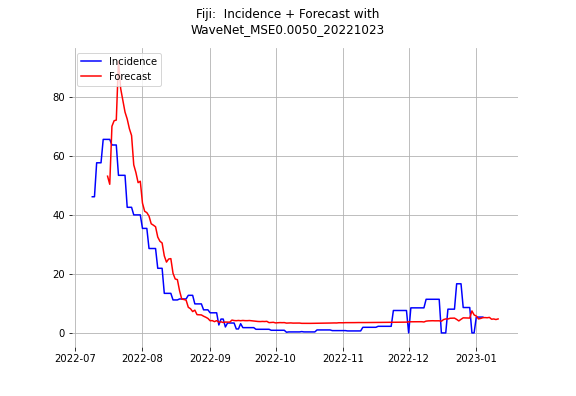 Fiji:  Incidence + Forecast with
WaveNet_MSE0.0050_20221023
Incidence
Forecast
80
60
40
20
0
2022-07 2022-08 2022-09 2022-10 2022-11 2022-12 2023-01